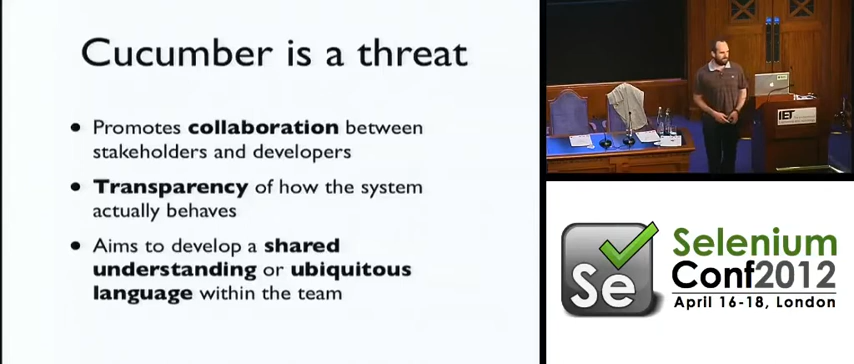 Cucumber is a threat
• Promotes collaboration between
stakeholders and developers
• Transparency of how the system
actually behaves
• Aims to develop a shared
understanding or ubiquitous
language within the team
IET
Se
Selenium
Conf2012
April 16-18, London